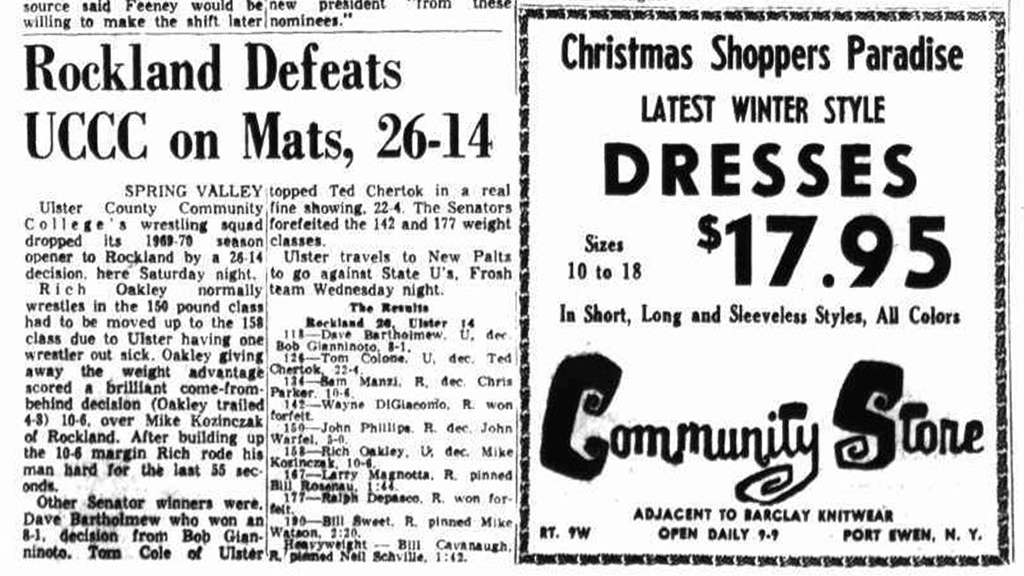 source said Feeney would be
willing to make the shift later
new president "from these
nominees."
Rockland Defeats
UCCC on Mats, 26-14
SPRING VALLEY
Ulster County Community
College's wrestling squad
dropped its 1969-70 season
opener to Rockland by a 26-14
decision, here Saturday night.
Rich Oakley normally
wrestles in the 150 pound class
had to be moved up to the 158
class due to Ulster having one
wrestler out sick. Oakley giving
away the weight advantage
scored a brilliant come-from-
behind decision (Oakley trailed
4-8) 10-6, over Mike Kozinczak
of Rockland. After building up
the 10-6 margin Rich rode his
man hard for the last 55 sec-
onds.
Other Senator winners were,
Dave Bartholmew who won an
8-1, decision from Bob Gian-
ninoto. Tom Cole of Ulster
topped Ted Chertok in a real
fine showing, 22-4. The Senators
forefeited the 142 and 177 weight
classes.
Ulster travels to New Paltz
to go against State U's, Frosh
team Wednesday night.
The Results
Rockland 26, Ulster 14
118—Dave Bartholmew, U, dec.
Bob Gianninoto, 8-1.
126—Tom Colone, U, dec. Ted
Chertok, 22-4.
134—Sam Manzi, R, dec. Chris
Parker, 10-6.
142—Wayne DiGiacomo, R. won
forfeit.
150—John Phillips, R. dec. John
Warfel, 5-0.
158—Rich Oakley, U, dec. Mike
Kozinczak, 10-6.
167—Larry Magnotta, R. pinned
Bill Rosenau, 1:44.
177—Ralph Depasco, R. won for-
feit.
190—Bill Sweet, R. pinned Mike
Watson, 2:20.
Heavyweight — Bill Cavanaugh,
R, pinned Neil Schville, 1:42.
Christmas Shoppers Paradise
LATEST WINTER STYLE
DRESSES
Sizes
10 to 18
$17.95
In Short, Long and Sleeveless Styles, All Colors
Community Store
ADJACENT TO BARCLAY KNITWEAR
RT. 9W OPEN DAILY 9-9 PORT EWEN, N. Y.